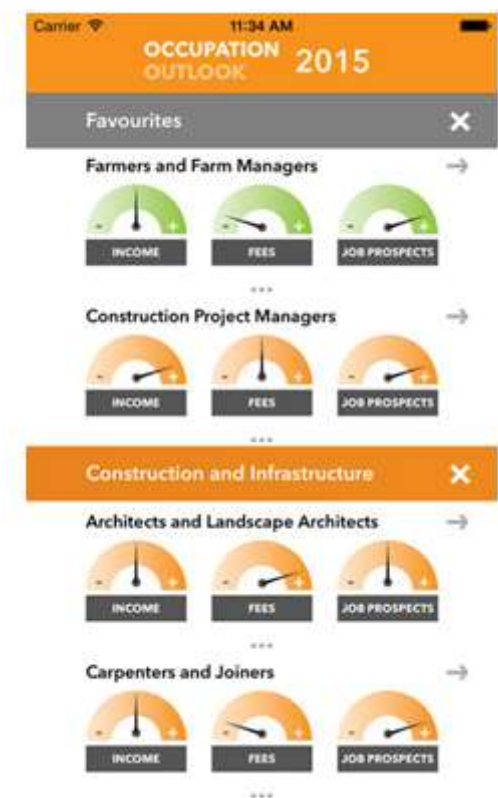 Carrier 11:34 AM
OCCUPATION
OUTLOOK 2015
Favourites
Farmers and Farm Managers
- + - + - +
INCOME FEES JOB PROSPECTS
...
Construction Project Managers
- + - + - +
INCOME FEES JOB PROSPECTS
...
Construction and Infrastructure
Architects and Landscape Architects
- + - + - +
INCOME FEES JOB PROSPECTS
...
Carpenters and Joiners
- + - + - +
INCOME FEES JOB PROSPECTS
...